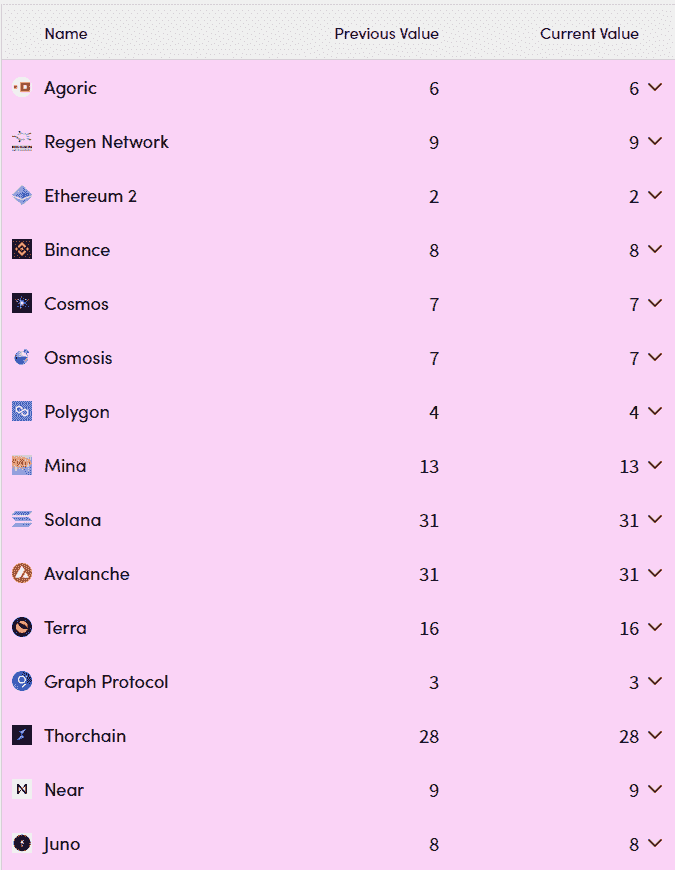 Name Previous Value Current Value
Agoric 6 6
Regen Network 9 9
Ethereum 2 2 2
Binance 8 8
Cosmos 7 7
Osmosis 7 7
Polygon 4 4
Mina 13 13
Solana 31 31
Avalanche 31 31
Terra 16 16
Graph Protocol 3 3
Thorchain 28 28
Near 9 9
Juno 8 8